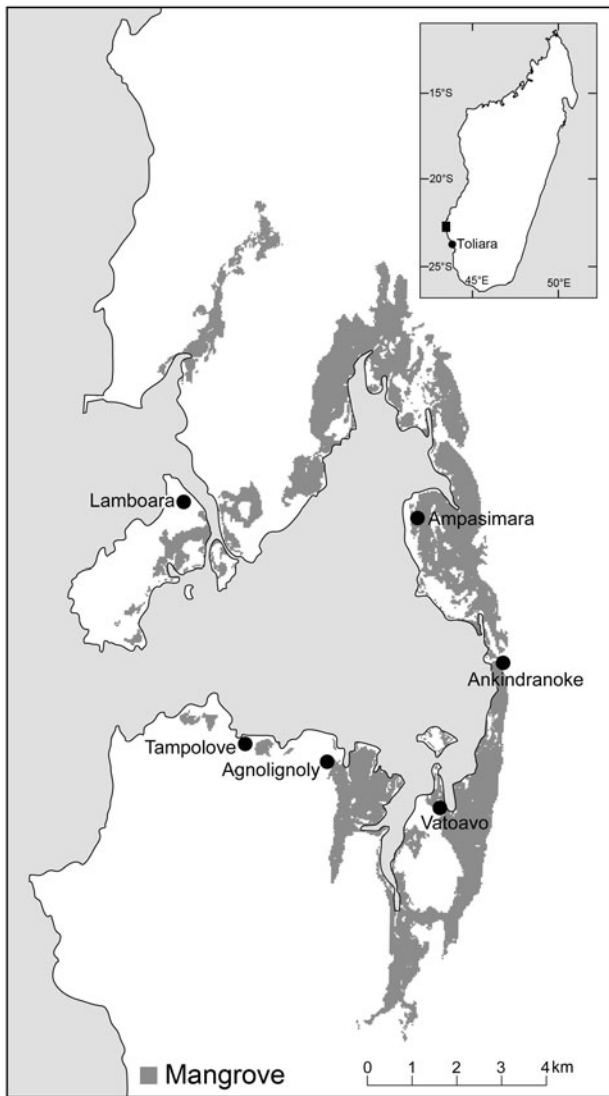 15°S
20°S
Toliara
25°S
45°E
50°E
Lamboara
Ampasimara
Ankindranoke
Tampolove
Agnolignoly
Vatoavo
Mangrove
0 1 2 3 4 km